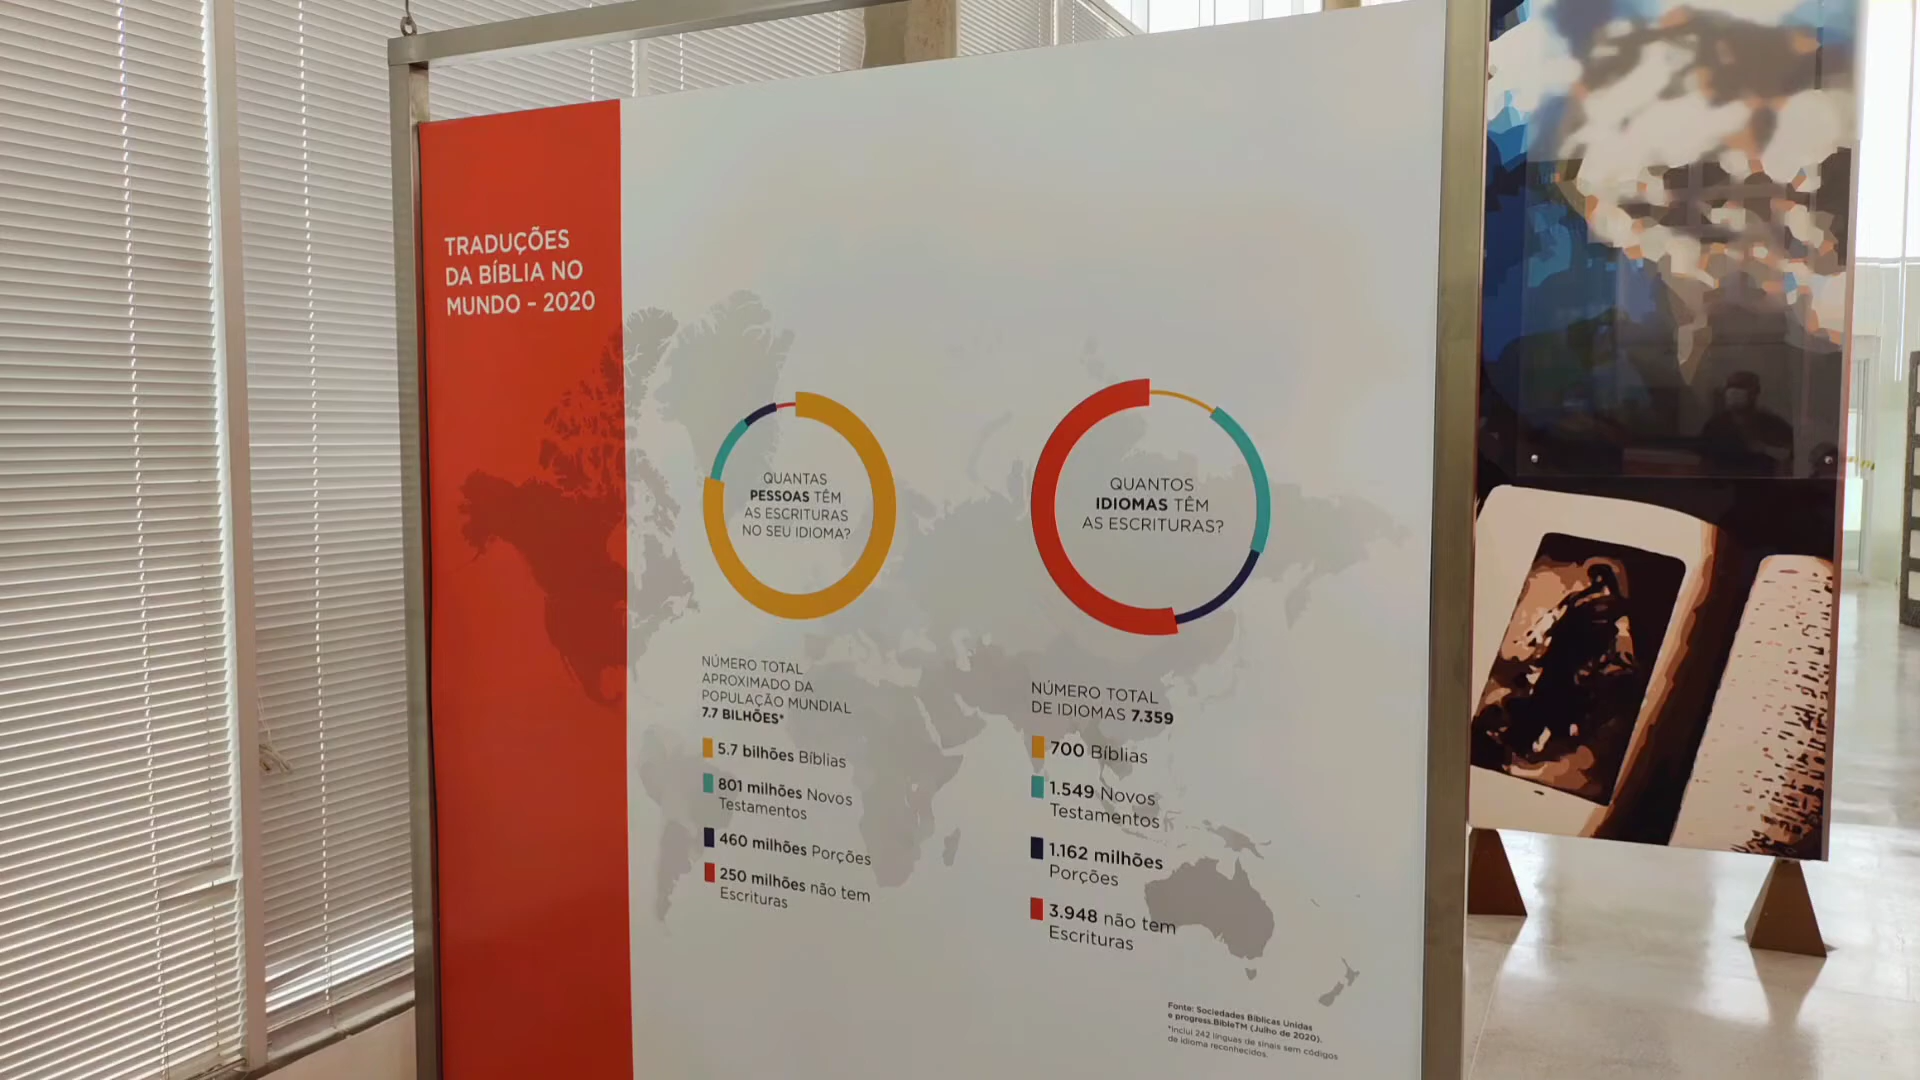 TRADUÇÕES
DA BÍBLIA NO
MUNDO – 2020
QUANTAS
PESSOAS TÊM
AS ESCRITURAS
NO SEU IDIOMA?
NÚMERO TOTAL
APROXIMADO DA
POPULAÇÃO MUNDIAL
7.7 BILHÕES*
5.7 bilhões Bíblias
801 milhões Novos
Testamentos
460 milhões Porções
250 milhões não tem
Escrituras
QUANTOS
IDIOMAS TÊM
AS ESCRITURAS?
NÚMERO TOTAL
DE IDIOMAS 7.359
700 Bíblias
1.549 Novos
Testamentos
1.162 milhões
Porções
3.948 não tem
Escrituras
Fonte: Sociedades Bíblicas Unidas
e progress.BibleTM (Julho de 2020).
*Inclui 242 línguas de sinais sem códigos
de idioma reconhecidos.